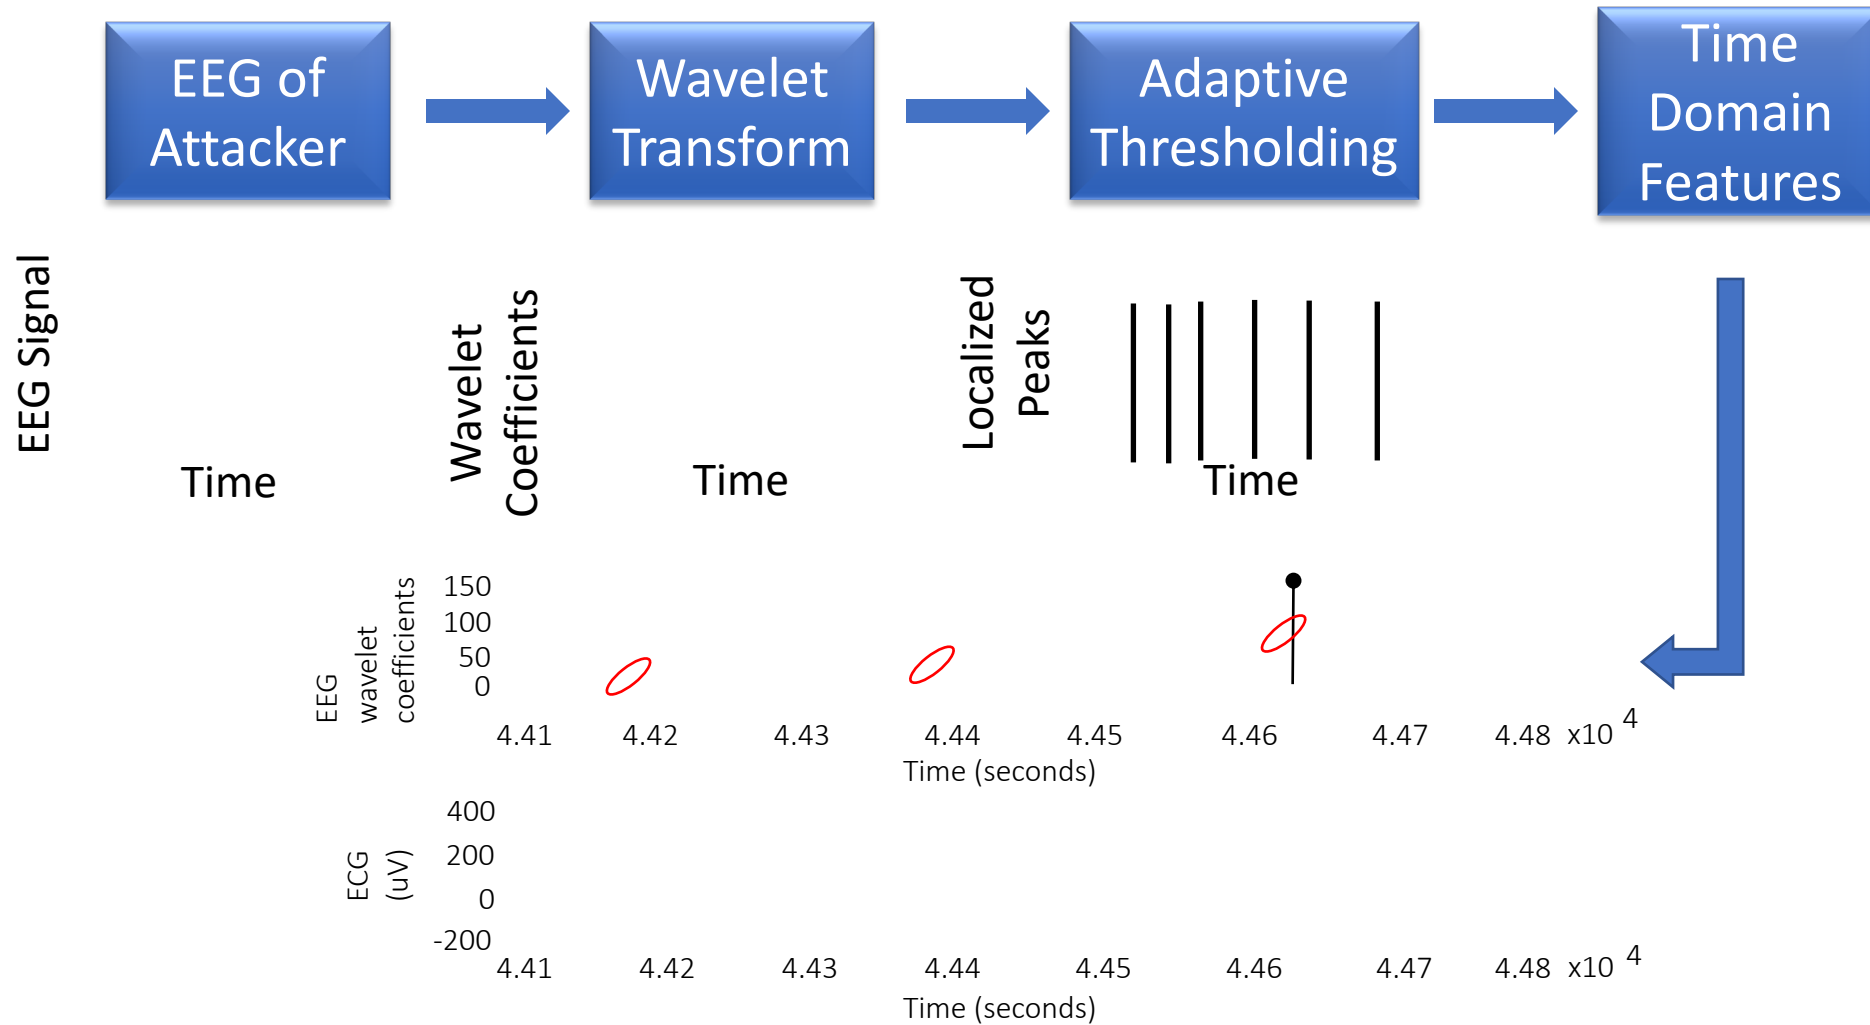 EEG of
Attacker
Wavelet
Transform
Adaptive
Thresholding
Time
Domain
Features
EEG Signal
Time
Wavelet
Coefficients
Time
Localized
Peaks
Time
EEG
wavelet
coefficients
150
100
50
0
4.41 4.42 4.43 4.44 4.45 4.46 4.47 4.48 x10 4
Time (seconds)
ECG
(uV)
400
200
0
-200
4.41 4.42 4.43 4.44 4.45 4.46 4.47 4.48 x10 4
Time (seconds)